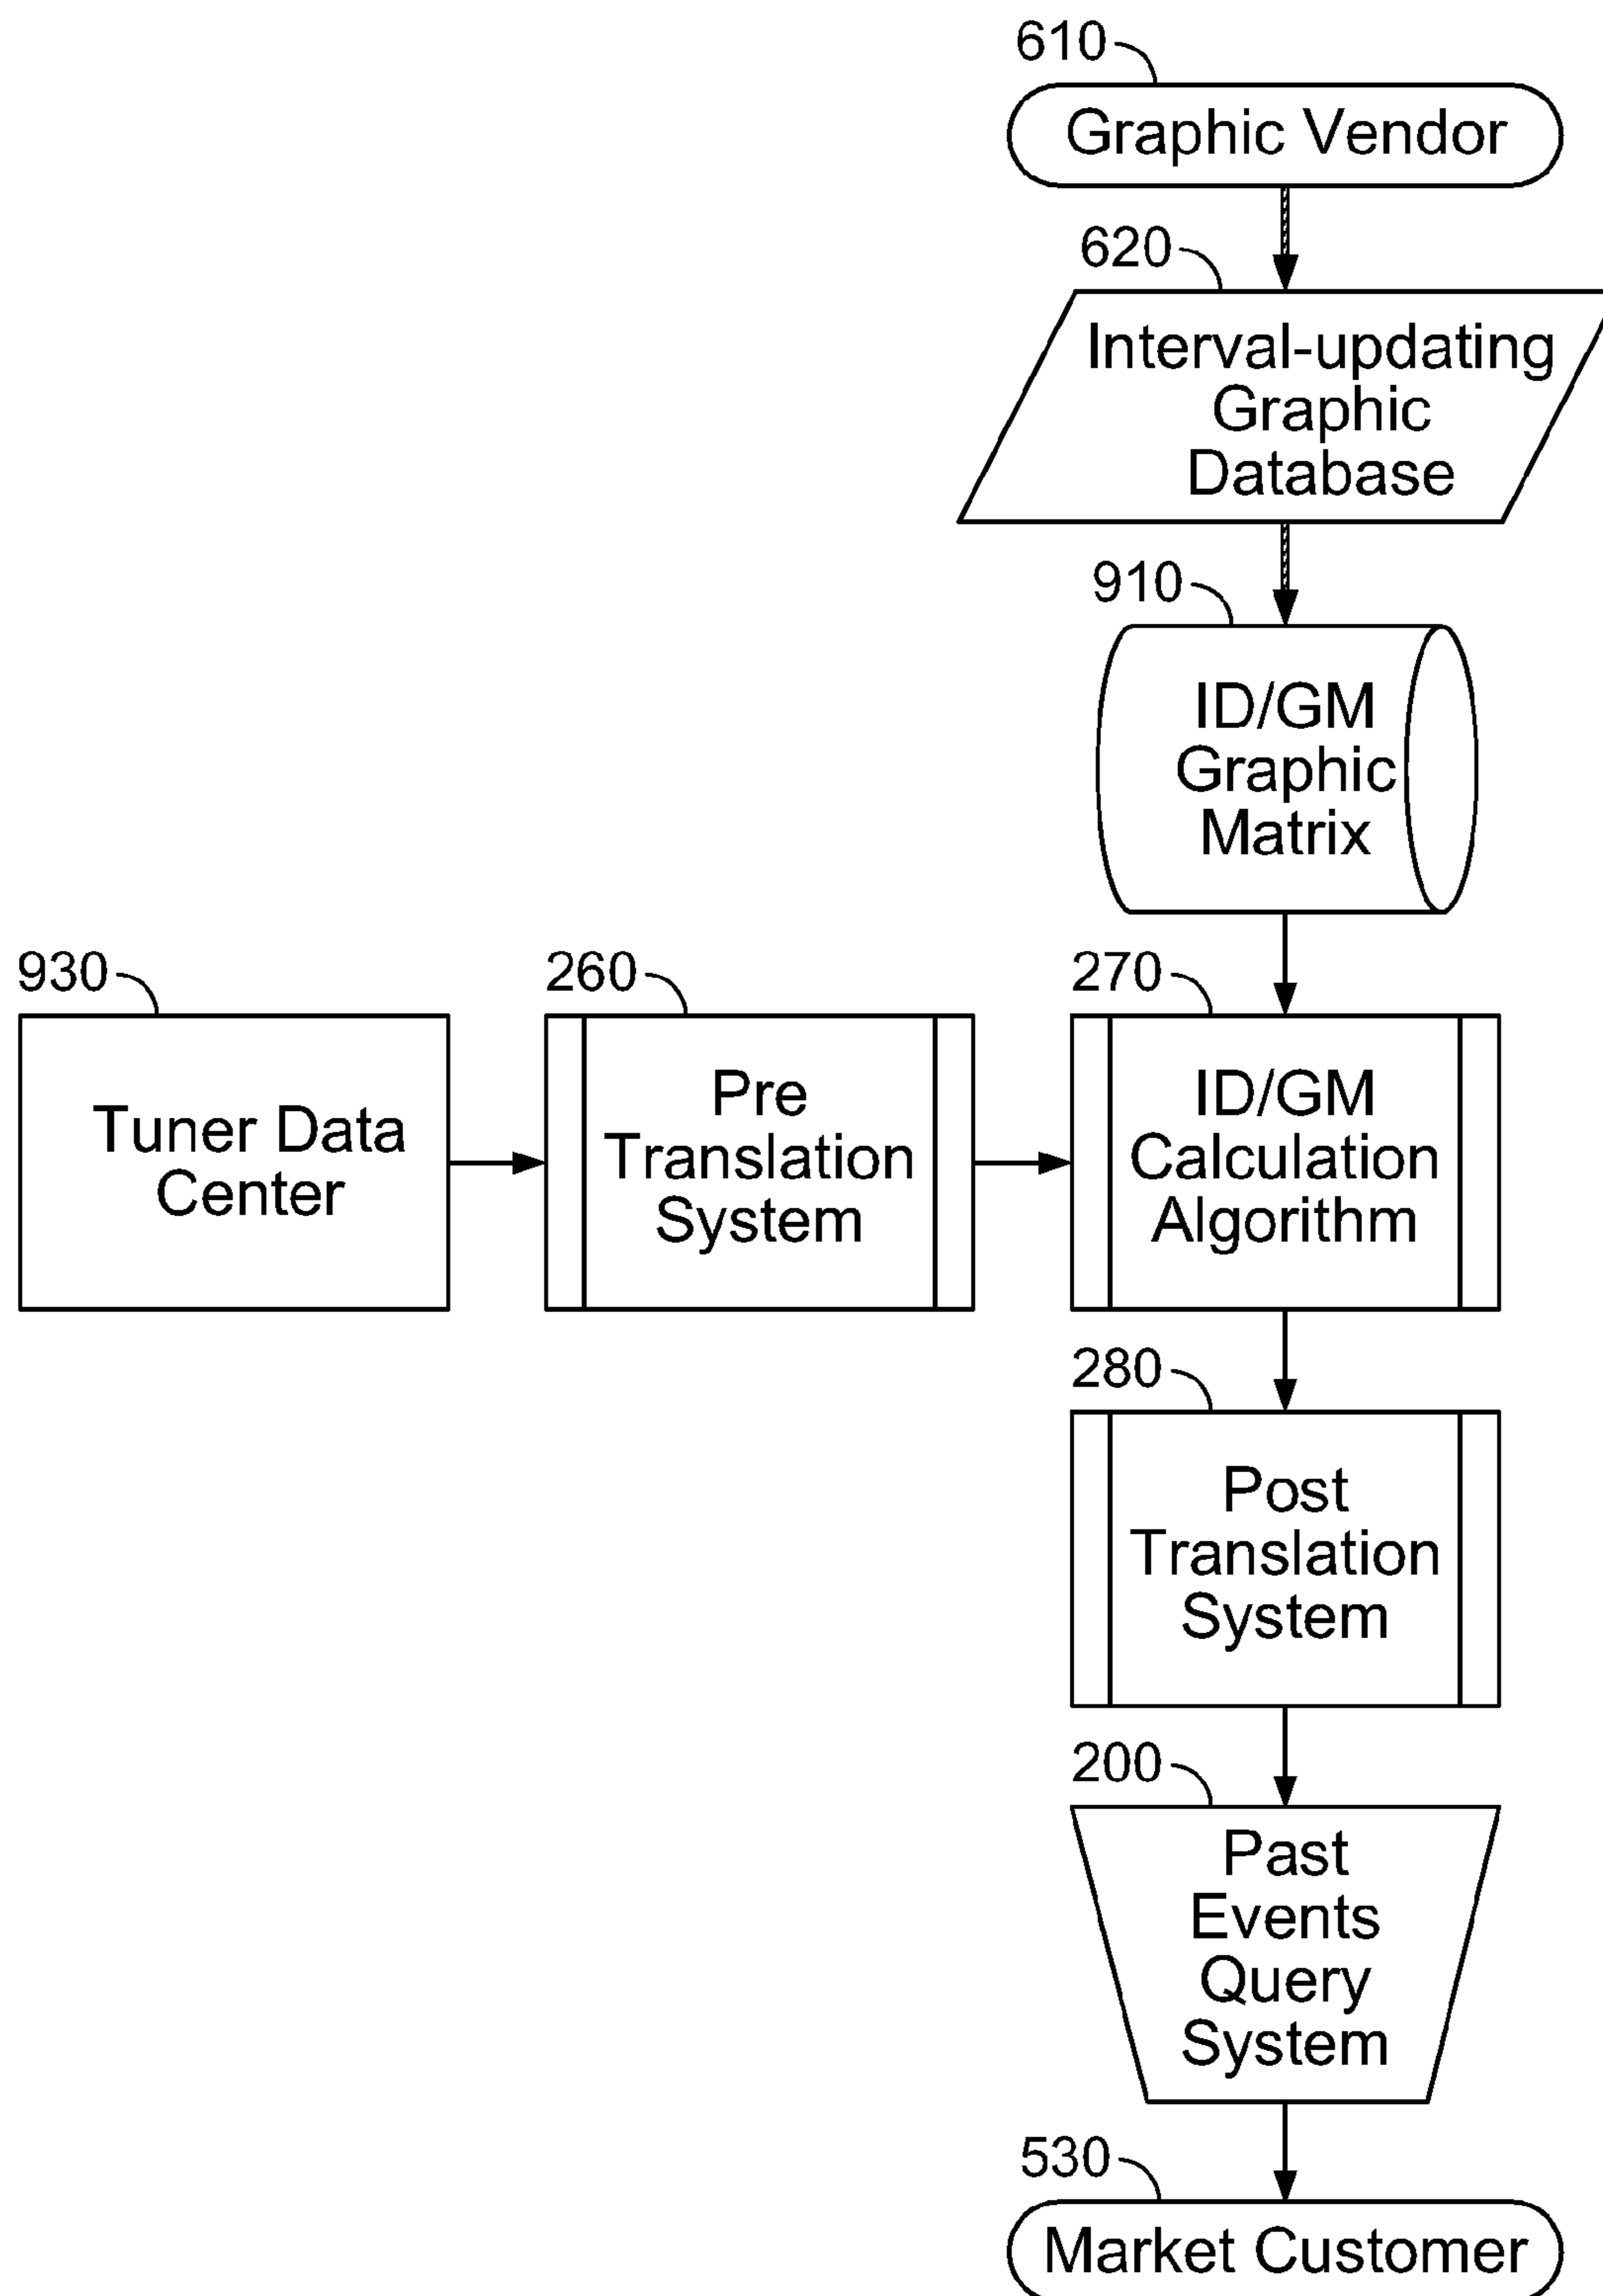 610
Graphic Vendor
620
Interval-updating
Graphic
Database
910
ID/GM
Graphic
Matrix
930
Tuner Data
Center
260
Pre
Translation
System
270
ID/GM
Calculation
Algorithm
280
Post
Translation
System
200
Past
Events
Query
System
530
Market Customer